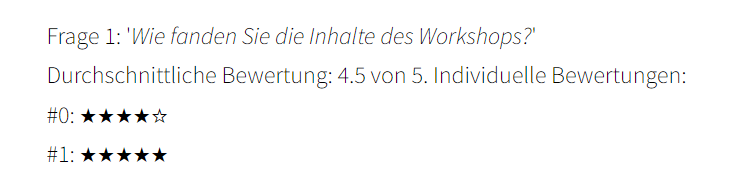 Frage 1: 'Wie fanden Sie die Inhalte des Workshops?'
Durchschnittliche Bewertung: 4.5 von 5. Individuelle Bewertungen:
#0: ★★★★☆
#1: ★★★★★